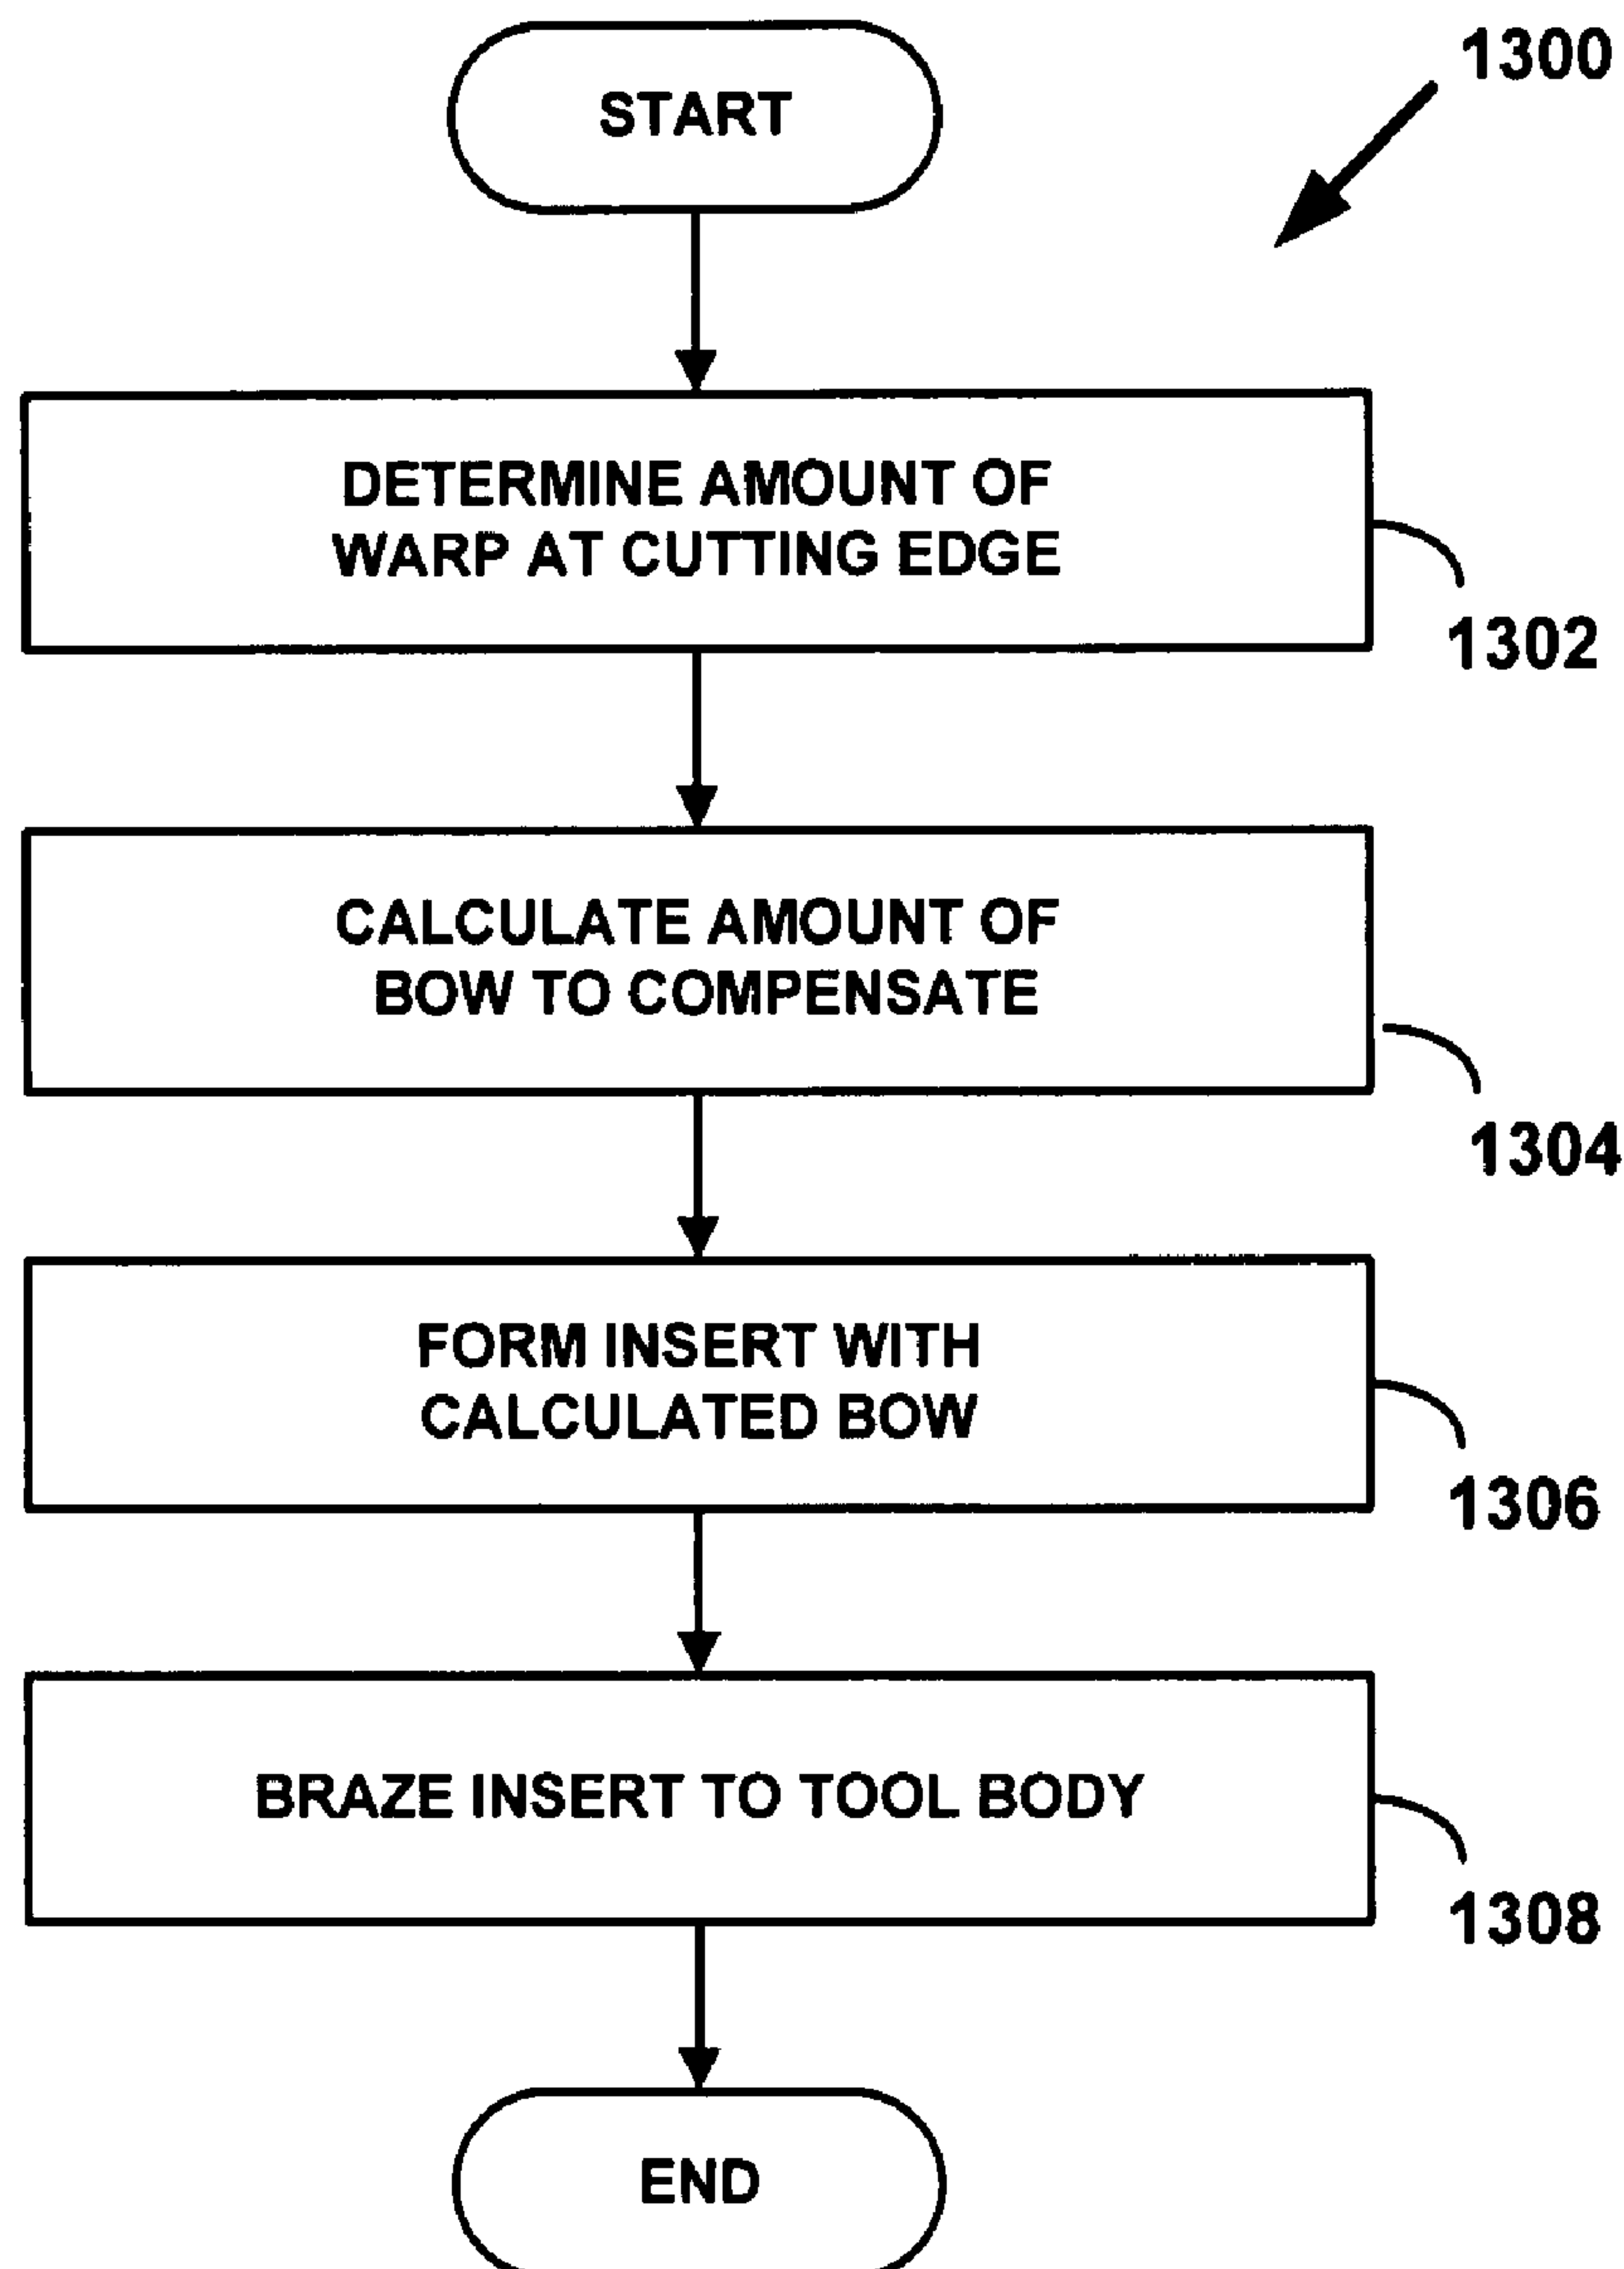 START
1300
DETERMINE AMOUNT OF
WARP AT CUTTING EDGE
1302
CALCULATE AMOUNT OF
BOW TO COMPENSATE
1304
FORM INSERT WITH
CALCULATED BOW
1306
BRAZE INSERT TO TOOL BODY
1308
END